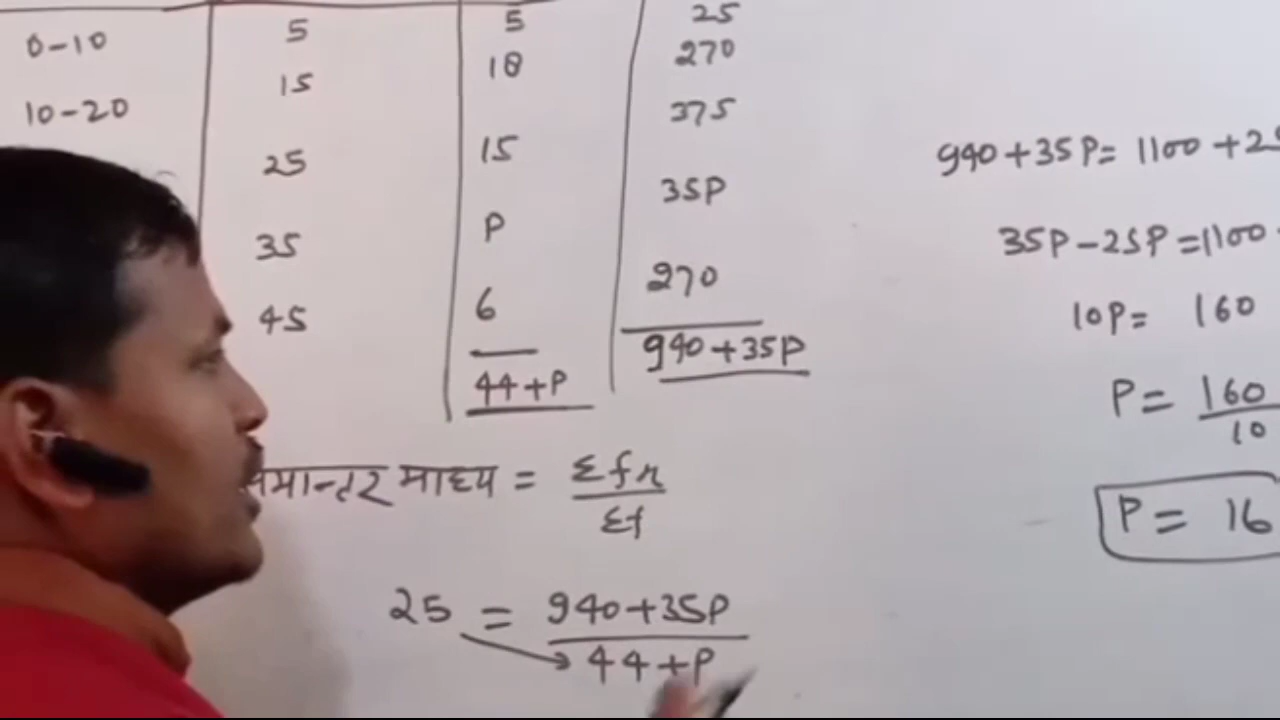 0-10 5 5 25
10-20 15 18 270
25 15 375
35 P 35P
45 6 270
44+P 940+35P
समान्तर माध्य = Σfx / Σf
25 = 940+35P / 44+P
940+35P= 1100+25
35P-25P=1100
10P= 160
P= 160 / 10
P= 16